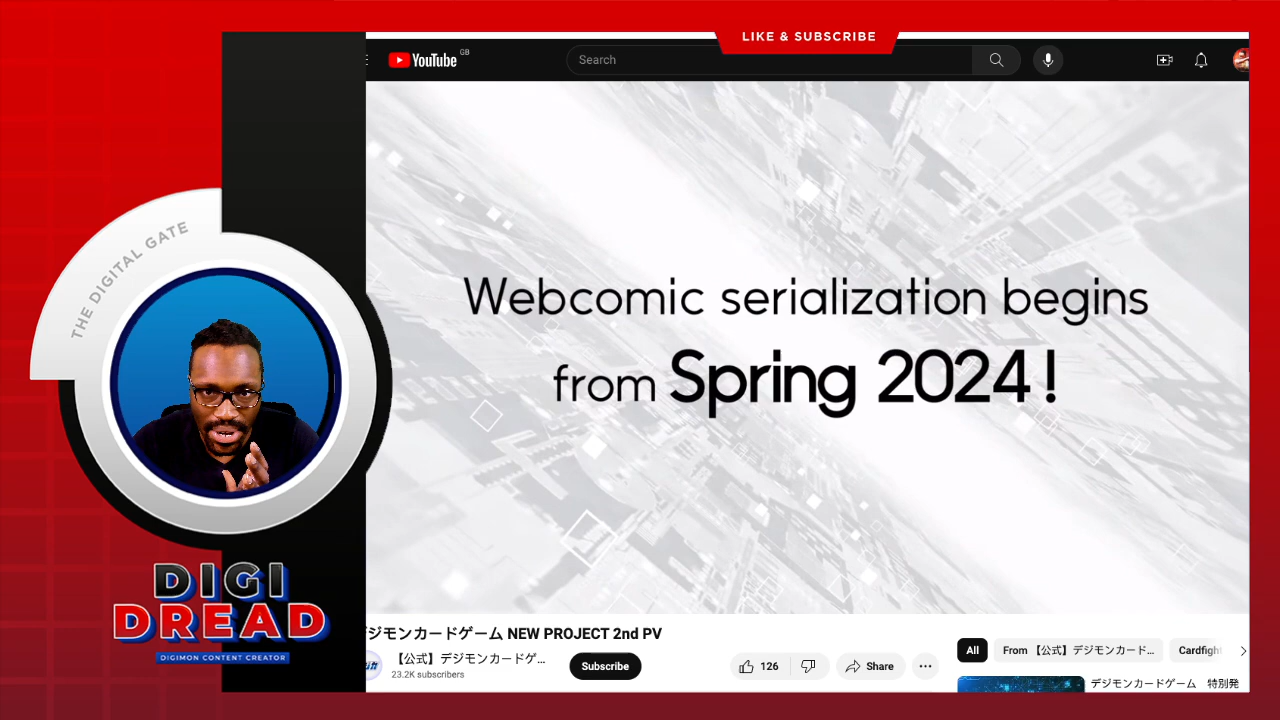 LIKE & SUBSCRIBE
YouTube GB
Search
THE DIGITAL GATE
Webcomic serialization begins
from Spring 2024!
DIGI
DREAD
DIGIMON CONTENT CREATOR
デジモンカードゲーム NEW PROJECT 2nd PV
【公式】デジモンカードゲ...
23.2K subscribers
Subscribe
126
Share
All
From 【公式】デジモンカード...
Cardfight
デジモンカードゲーム 特別発